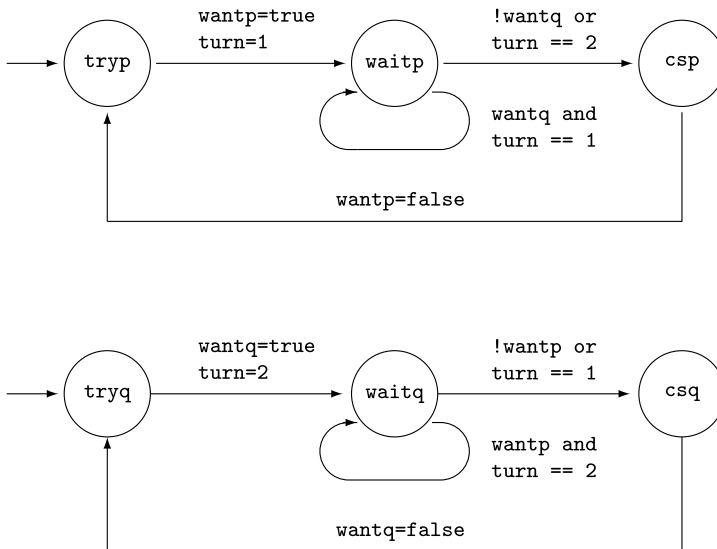 wantp=true
turn=1
!wantq or
turn == 2
tryp
waitp
csp
wantq and
turn == 1
wantp=false
wantq=true
turn=2
!wantp or
turn == 1
tryq
waitq
csq
wantp and
turn == 2
wantq=false